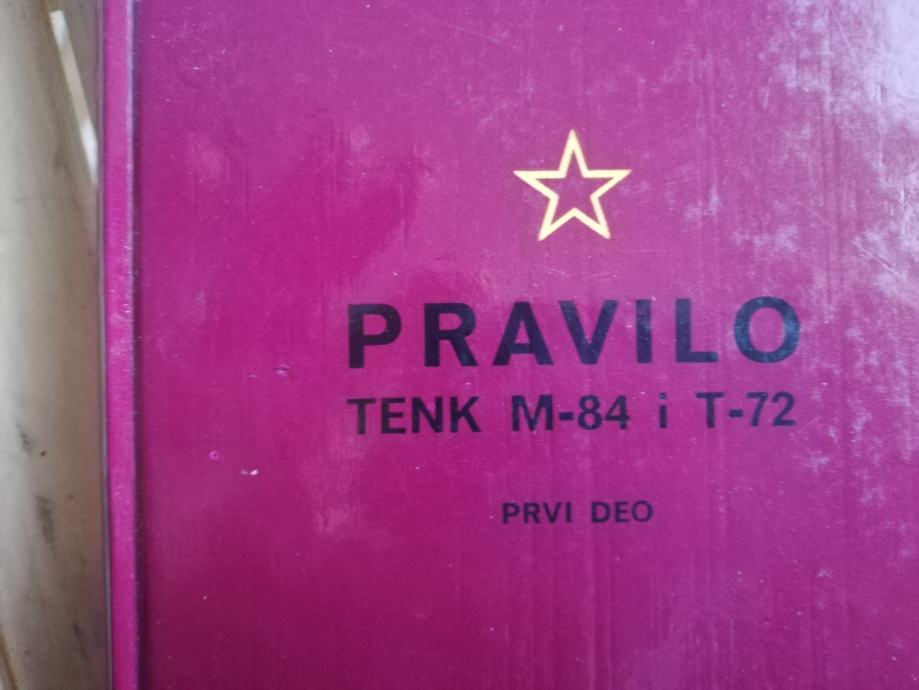 PRAVILO
TENK M-84 i T-72
PRVI DEO